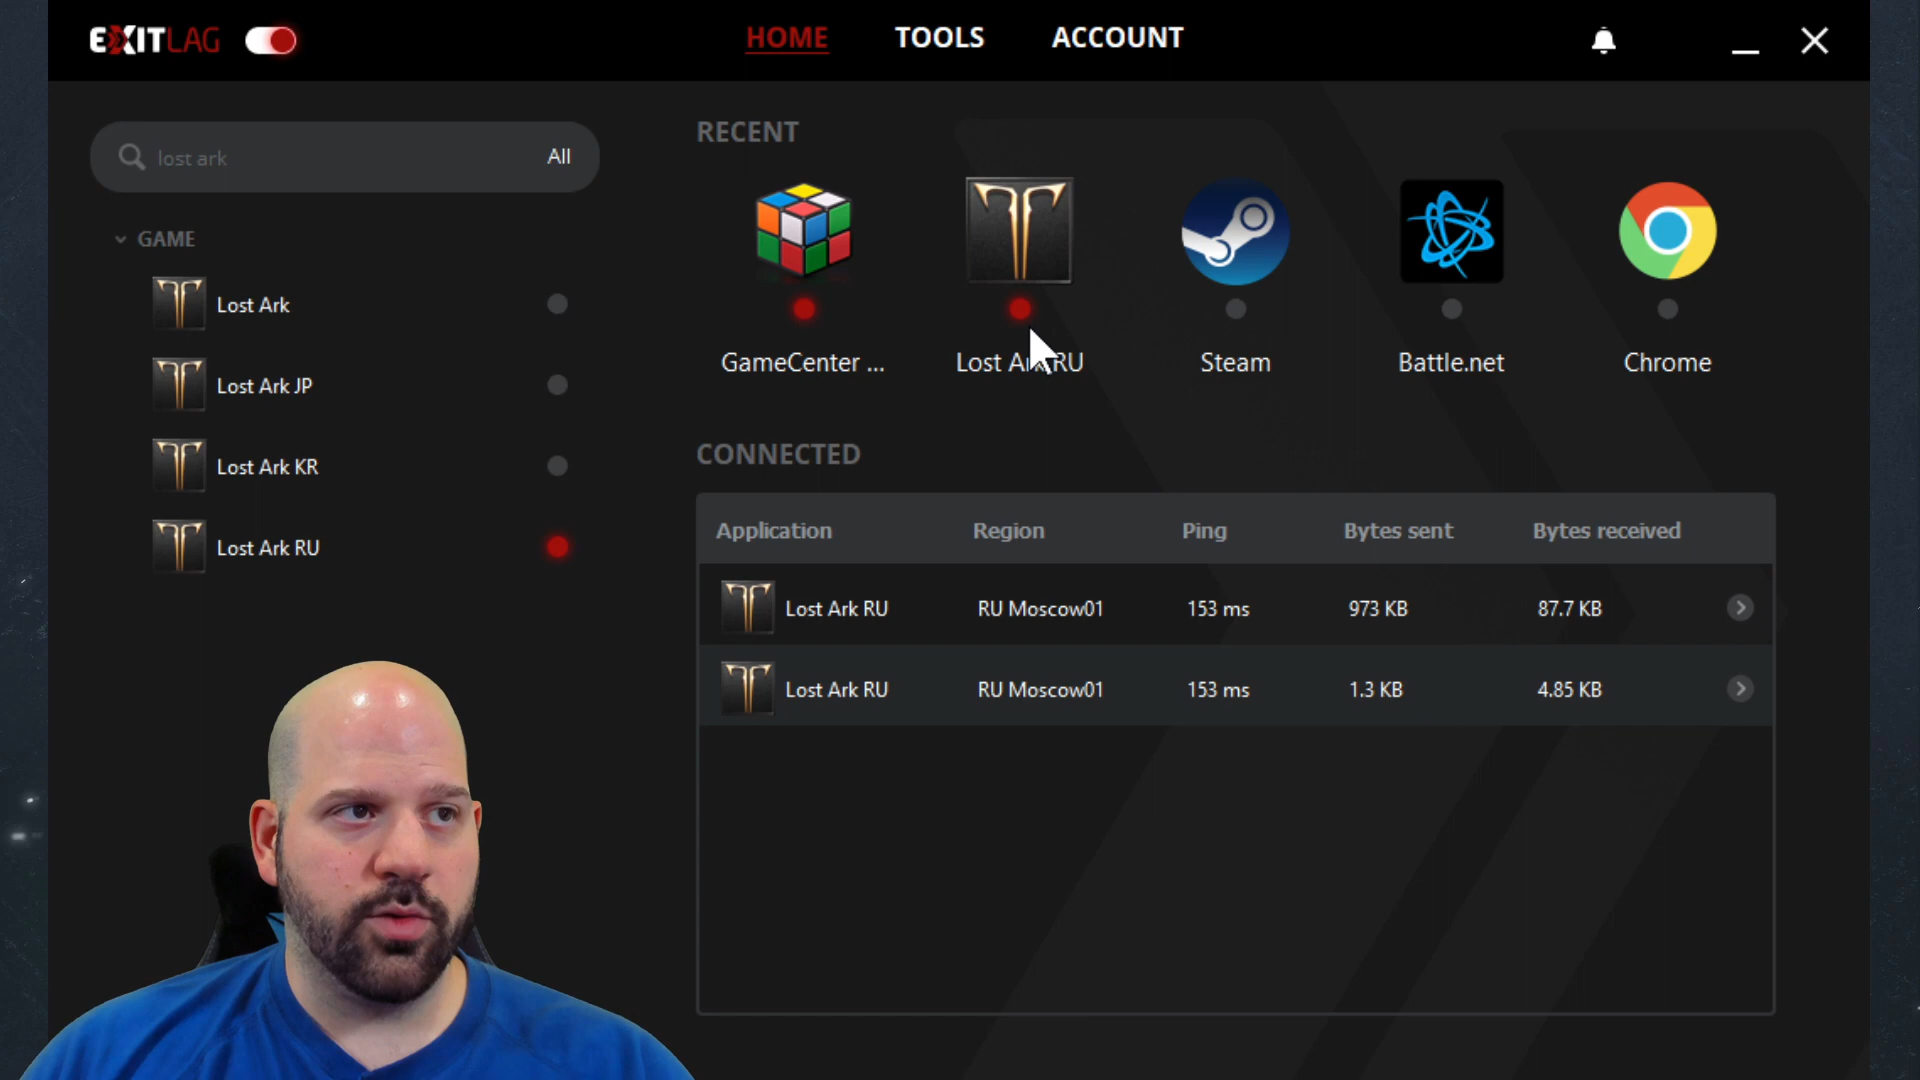 EXITLAG
HOME
TOOLS
ACCOUNT
lost ark
All
GAME
Lost Ark
Lost Ark JP
Lost Ark KR
Lost Ark RU
RECENT
GameCenter ...
Lost Ark RU
Steam
Battle.net
Chrome
CONNECTED
Application Region Ping Bytes sent Bytes received
Lost Ark RU RU Moscow01 153 ms 973 KB 87.7 KB
Lost Ark RU RU Moscow01 153 ms 1.3 KB 4.85 KB